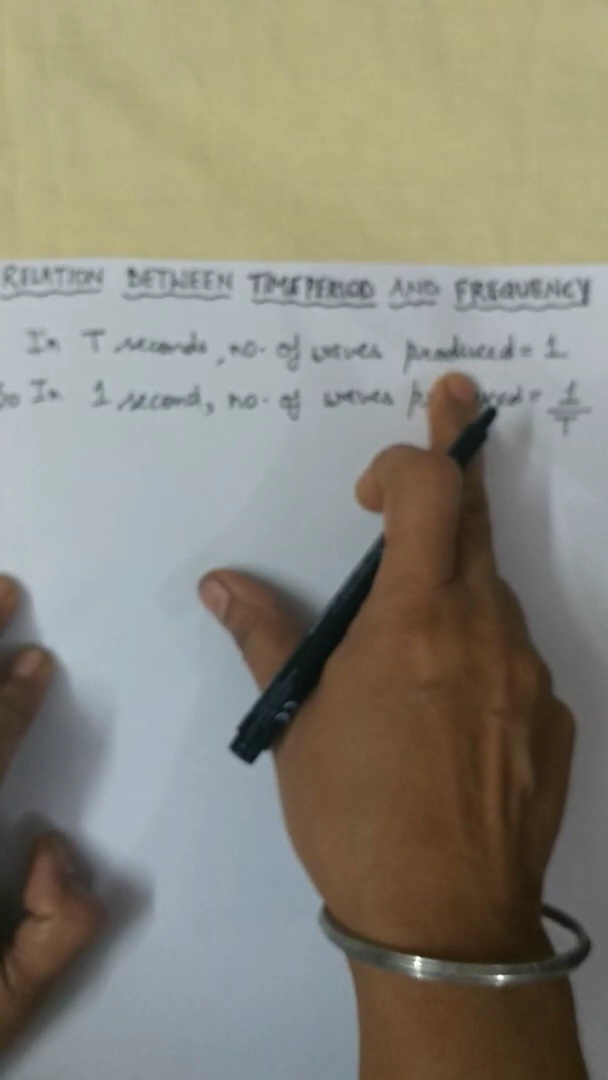 RELATION BETWEEN TIMEPERIOD AND FREQUENCY
In T seconds, no. of waves produced = 1
So In 1 second, no. of waves = 1/T